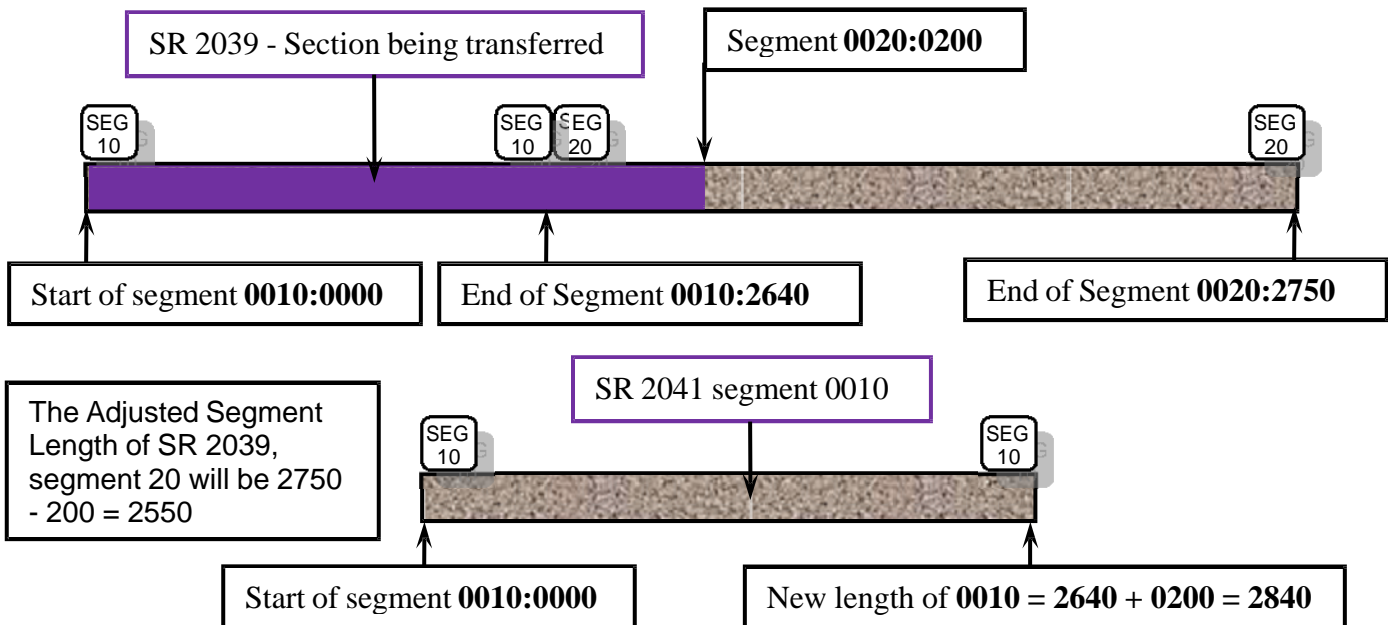 SR 2039 - Section being transferred
Segment 0020:0200
SEG
10
SEG
10
SEG
20
SEG
20
Start of segment 0010:0000
End of Segment 0010:2640
End of Segment 0020:2750
The Adjusted Segment
Length of SR 2039,
segment 20 will be 2750
- 200 = 2550
SR 2041 segment 0010
SEG
10
SEG
10
Start of segment 0010:0000
New length of 0010 = 2640 + 0200 = 2840